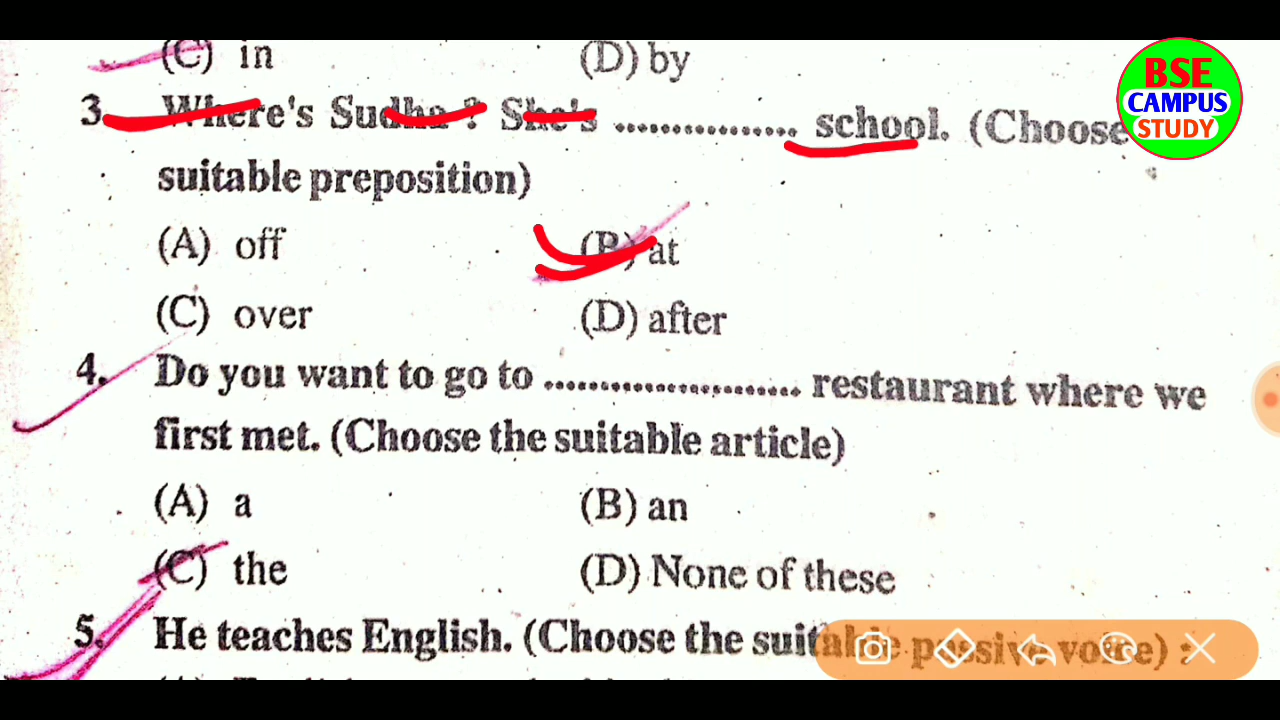 (C) in (D) by
BSE
CAMPUS
STUDY
3. Where's Sudha ? She's ................ school. (Choose
suitable preposition)
(A) off (B) at
(C) over (D) after
4. Do you want to go to ........................ restaurant where we
first met. (Choose the suitable article)
(A) a (B) an
(C) the (D) None of these
5. He teaches English. (Choose the suitable passive voice) :